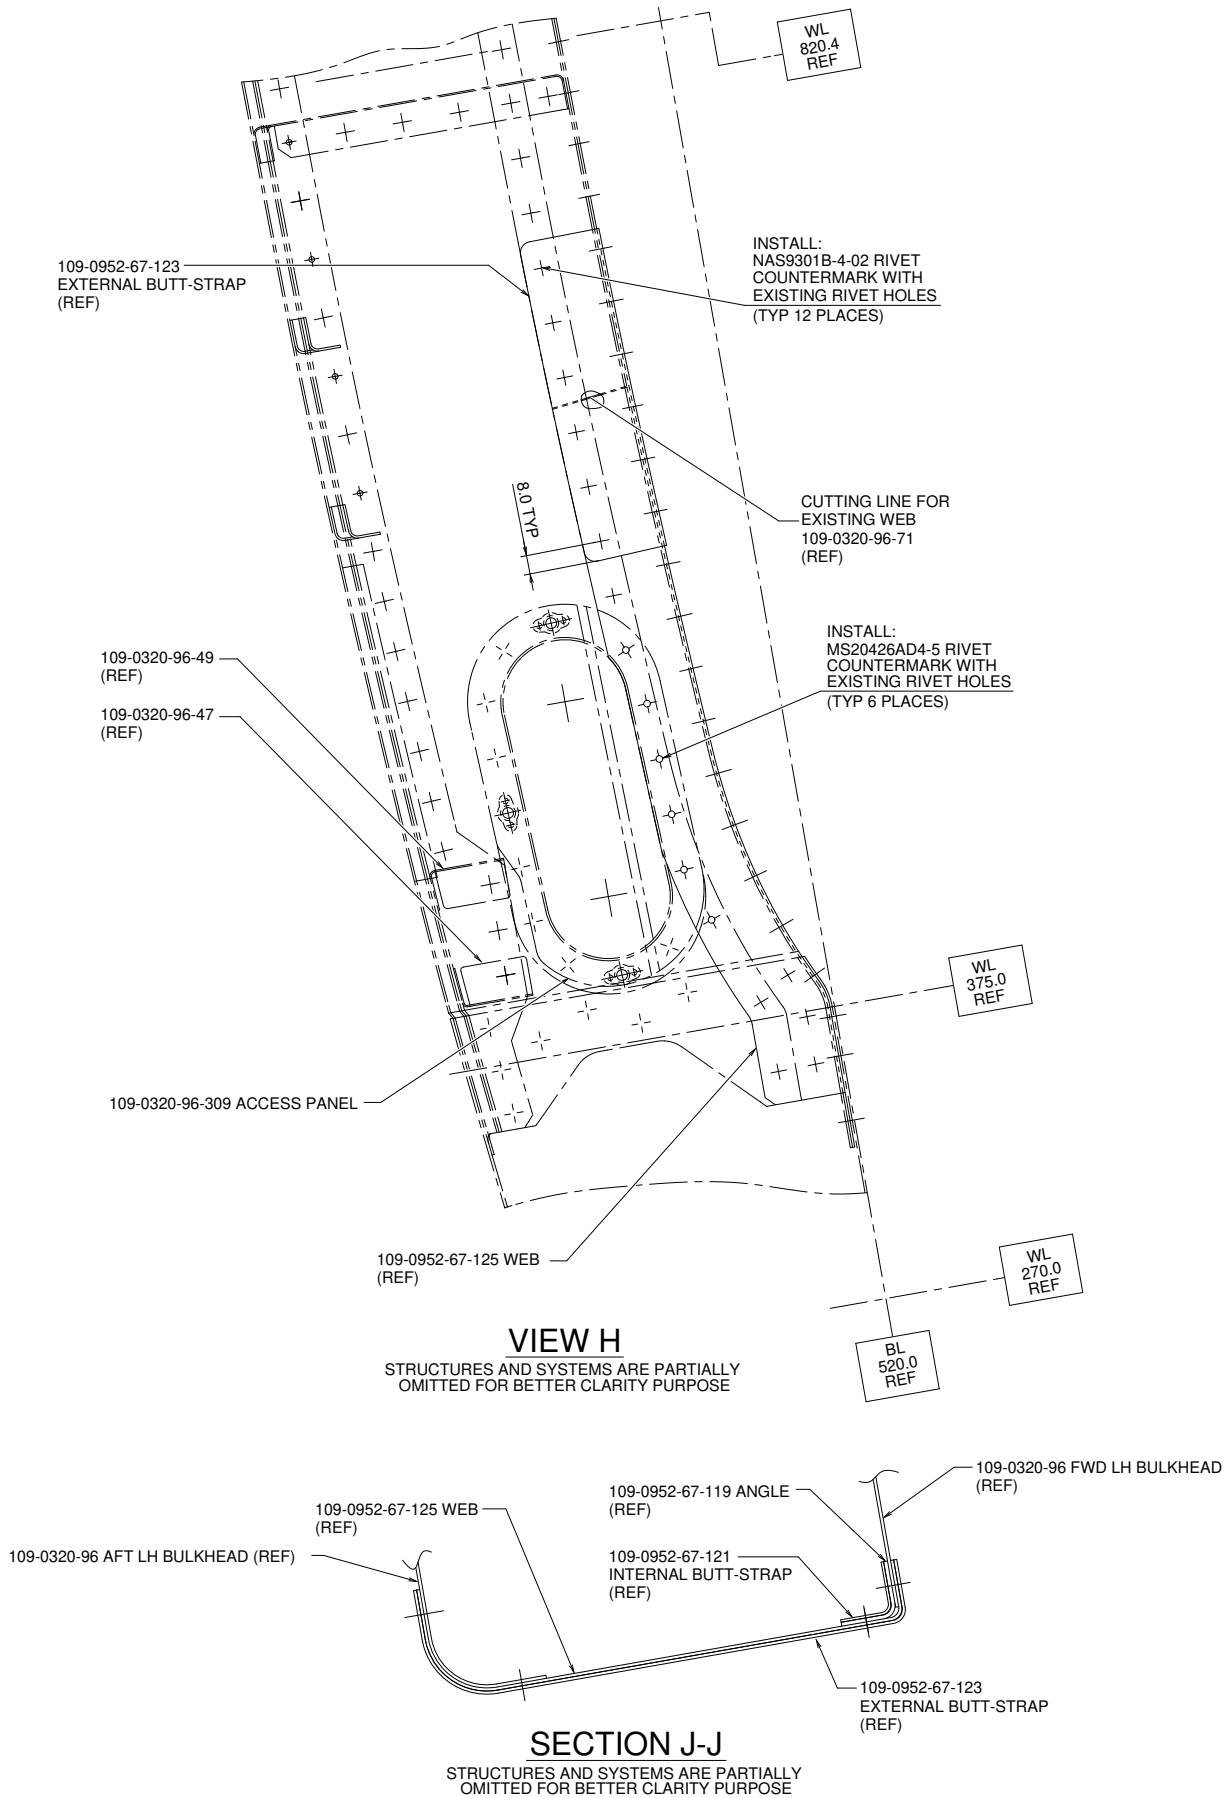 WL
820.4
REF
109-0952-67-123
EXTERNAL BUTT-STRAP
(REF)
INSTALL:
NAS9301B-4-02 RIVET
COUNTERMARK WITH
EXISTING RIVET HOLES
(TYP 12 PLACES)
8.0 TYP
CUTTING LINE FOR
EXISTING WEB
109-0320-96-71
(REF)
INSTALL:
MS20426AD4-5 RIVET
COUNTERMARK WITH
EXISTING RIVET HOLES
(TYP 6 PLACES)
109-0320-96-49
(REF)
109-0320-96-47
(REF)
WL
375.0
REF
109-0320-96-309 ACCESS PANEL
109-0952-67-125 WEB
(REF)
WL
270.0
REF
BL
520.0
REF
VIEW H
STRUCTURES AND SYSTEMS ARE PARTIALLY
OMITTED FOR BETTER CLARITY PURPOSE
109-0320-96 FWD LH BULKHEAD
(REF)
109-0952-67-119 ANGLE
(REF)
109-0952-67-125 WEB
(REF)
109-0320-96 AFT LH BULKHEAD (REF)
109-0952-67-121
INTERNAL BUTT-STRAP
(REF)
109-0952-67-123
EXTERNAL BUTT-STRAP
(REF)
SECTION J-J
STRUCTURES AND SYSTEMS ARE PARTIALLY
OMITTED FOR BETTER CLARITY PURPOSE